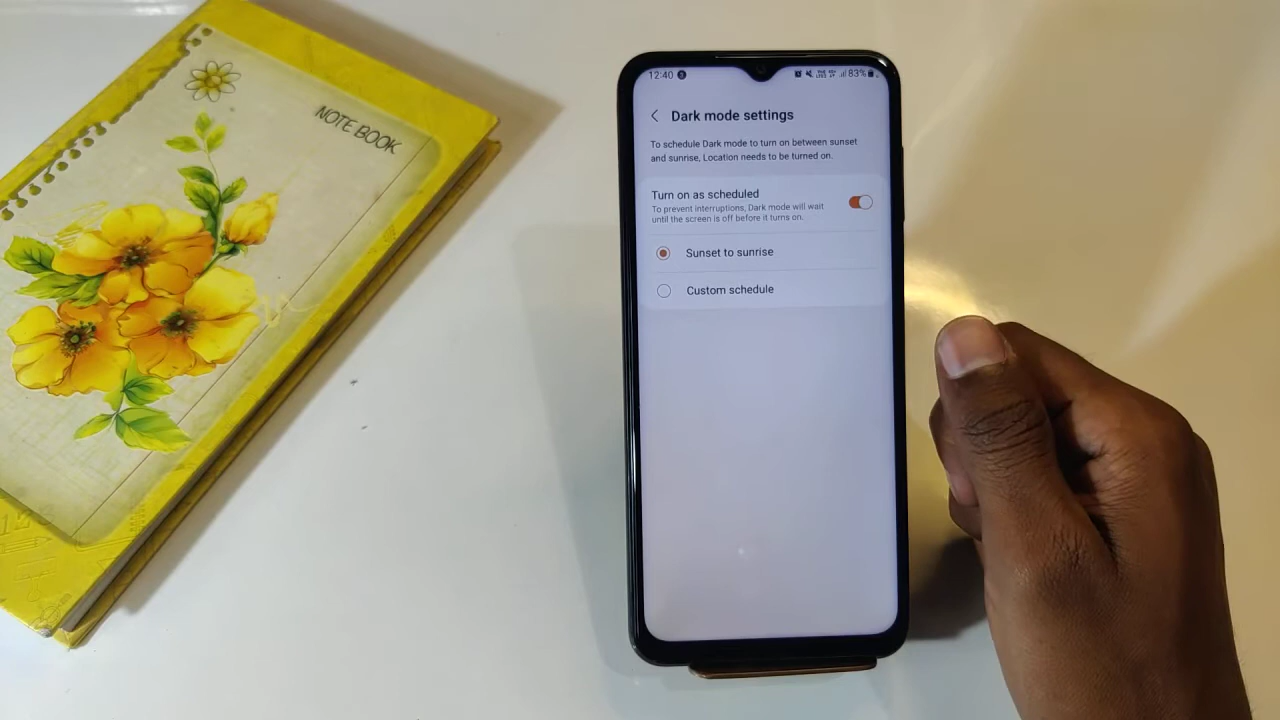 NOTE BOOK
12:40
83%
Dark mode settings
To schedule Dark mode to turn on between sunset
and sunrise, Location needs to be turned on.
Turn on as scheduled
To prevent interruptions, Dark mode will wait
until the screen is off before it turns on.
Sunset to sunrise
Custom schedule